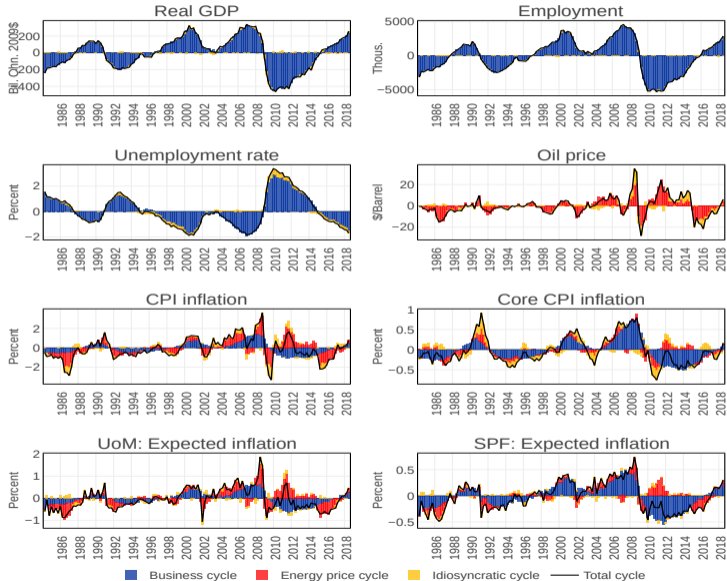 Real GDP
Employment
Bil. Chn. 2009$
200
0
200
400
Thous.
5000
0
−5000
1986 1988 1990 1992 1994 1996 1998 2000 2002 2004 2006 2008 2010 2012 2014 2016 2018
1986 1988 1990 1992 1994 1996 1998 2000 2002 2004 2006 2008 2010 2012 2014 2016 2018
Unemployment rate
Oil price
Percent
2
0
−2
$/Barrel
20
0
−20
1986 1988 1990 1992 1994 1996 1998 2000 2002 2004 2006 2008 2010 2012 2014 2016 2018
1986 1988 1990 1992 1994 1996 1998 2000 2002 2004 2006 2008 2010 2012 2014 2016 2018
CPI inflation
Core CPI inflation
Percent
2
0
−2
Percent
1
0.5
0
−0.5
1986 1988 1990 1992 1994 1996 1998 2000 2002 2004 2006 2008 2010 2012 2014 2016 2018
1986 1988 1990 1992 1994 1996 1998 2000 2002 2004 2006 2008 2010 2012 2014 2016 2018
UoM: Expected inflation
SPF: Expected inflation
Percent
2
1
0
−1
Percent
0.5
0
−0.5
1986 1988 1990 1992 1994 1996 1998 2000 2002 2004 2006 2008 2010 2012 2014 2016 2018
1986 1988 1990 1992 1994 1996 1998 2000 2002 2004 2006 2008 2010 2012 2014 2016 2018
Business cycle Energy price cycle Idiosyncratic cycle Total cycle